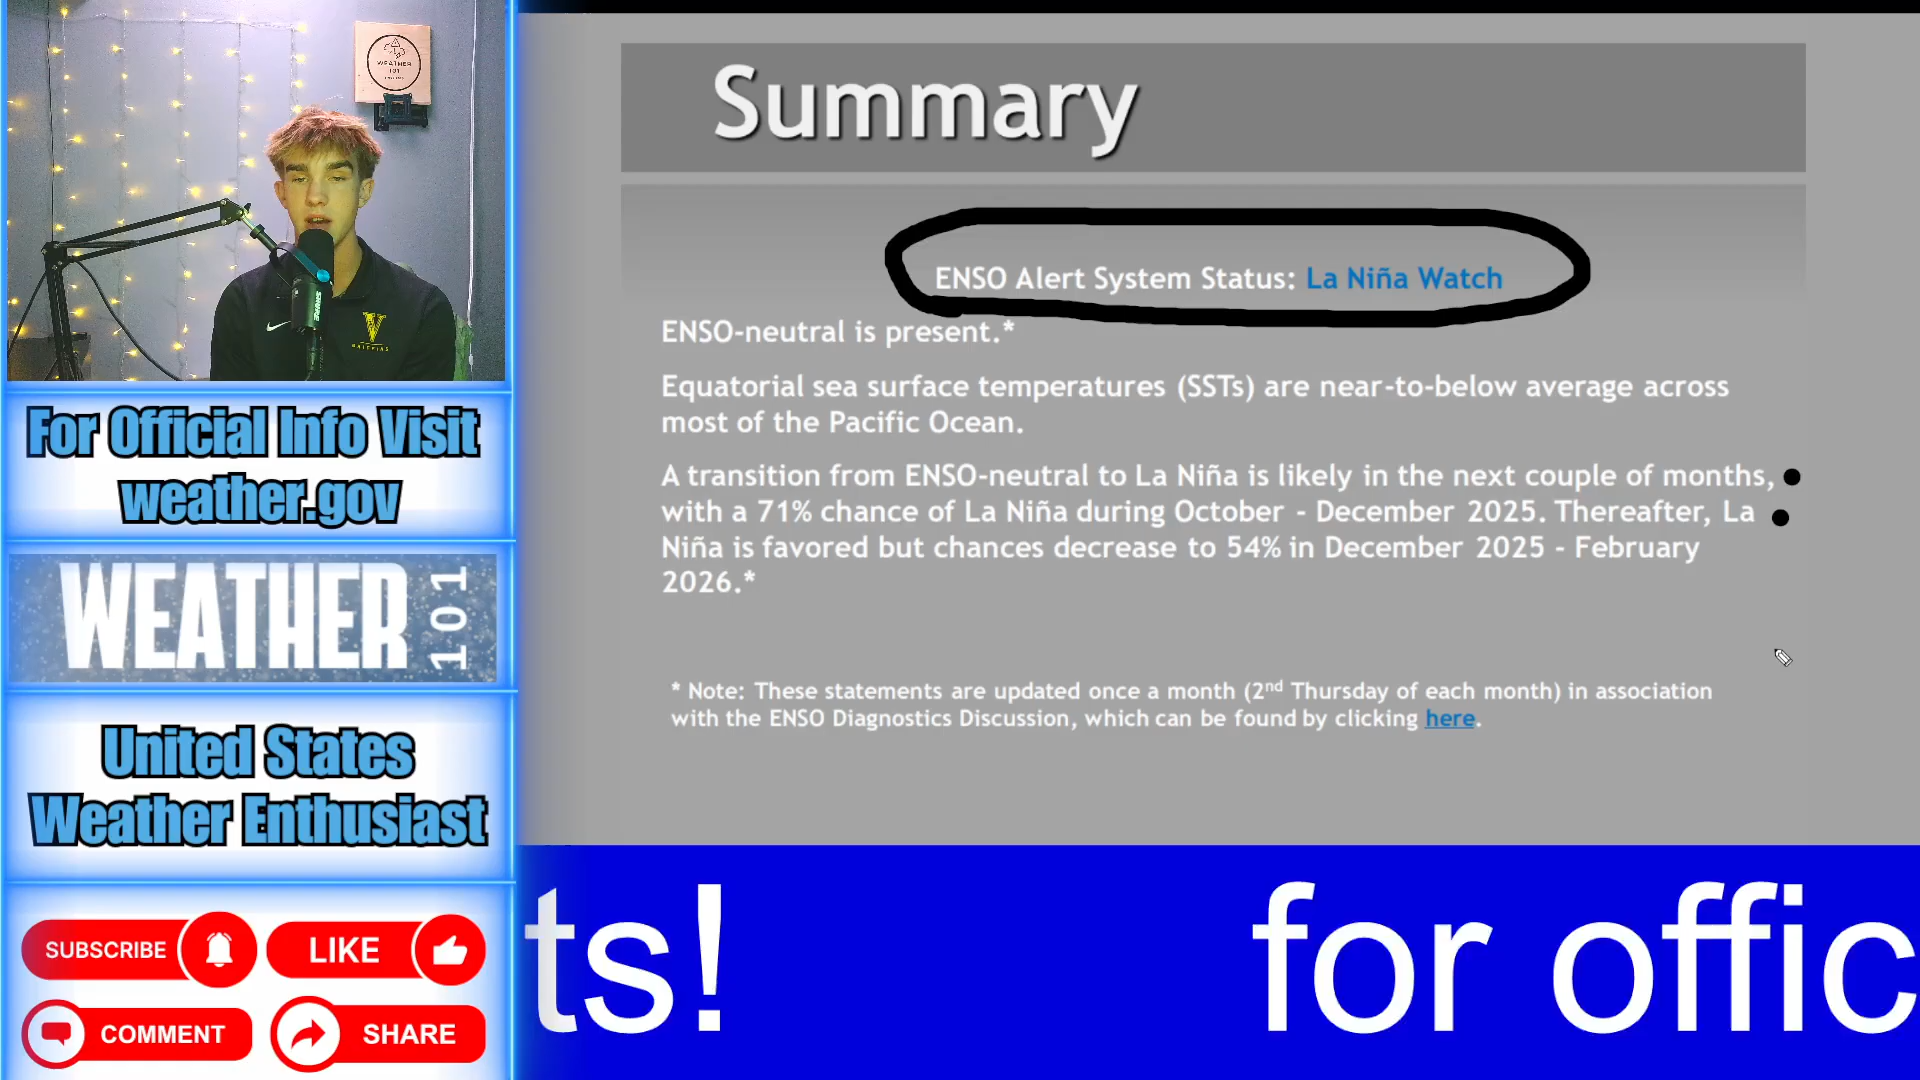 WEATHER
101
SHURE
V
GRIFFINS
For Official Info Visit
weather.gov
WEATHER
101
United States
Weather Enthusiast
SUBSCRIBE
LIKE
COMMENT
SHARE
Summary
ENSO Alert System Status: La Niña Watch
ENSO-neutral is present.*
Equatorial sea surface temperatures (SSTs) are near-to-below average across
most of the Pacific Ocean.
A transition from ENSO-neutral to La Niña is likely in the next couple of months,
with a 71% chance of La Niña during October - December 2025. Thereafter, La
Niña is favored but chances decrease to 54% in December 2025 - February
2026.*
* Note: These statements are updated once a month (2nd Thursday of each month) in association
with the ENSO Diagnostics Discussion, which can be found by clicking here.
ts! for offic